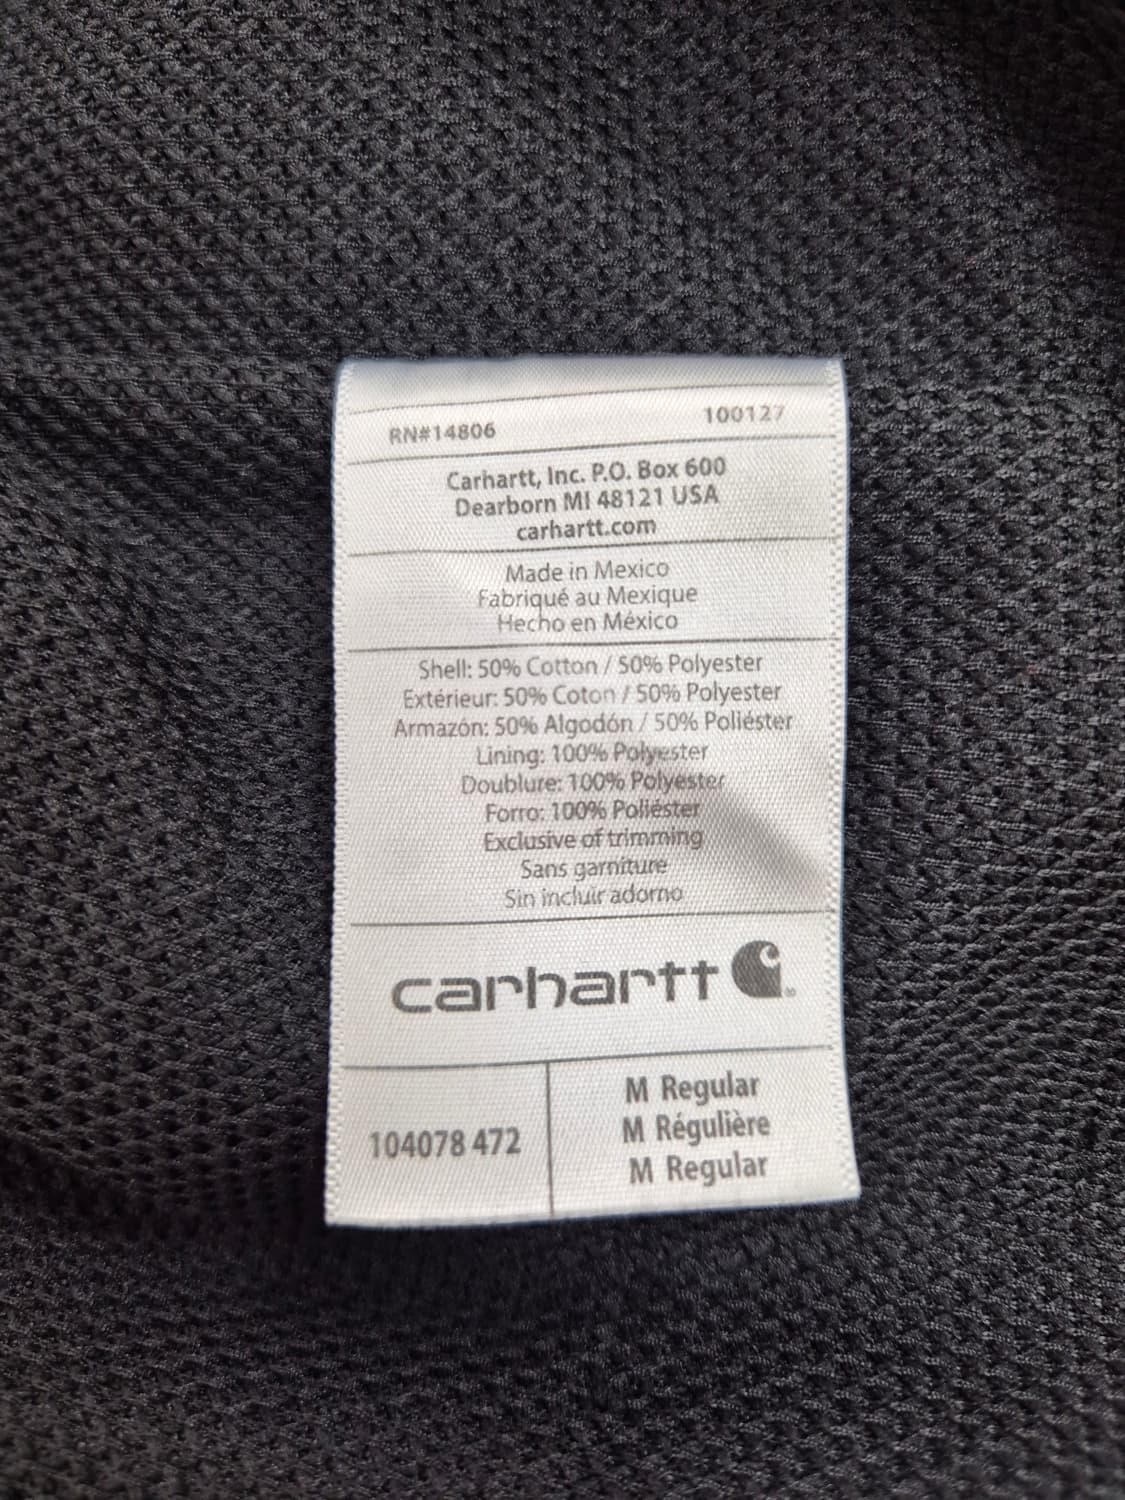 RN#14806 100127
Carhartt, Inc. P.O. Box 600
Dearborn MI 48121 USA
carhartt.com
Made in Mexico
Fabriqué au Mexique
Hecho en México
Shell: 50% Cotton / 50% Polyester
Extérieur: 50% Coton / 50% Polyester
Armazón: 50% Algodón / 50% Poliéster
Lining: 100% Polyester
Doublure: 100% Polyester
Forro: 100% Poliéster
Exclusive of trimming
Sans garniture
Sin incluir adorno
carhartt
104078 472
M Regular
M Régulière
M Regular